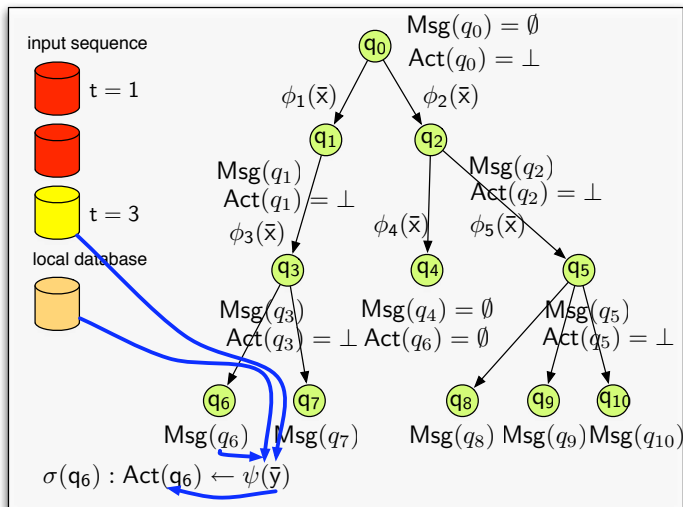 input sequence
t = 1
t = 3
local database
q₀
Msg(q₀) = ∅
Act(q₀) = ⊥
ϕ₁(x̄)
ϕ₂(x̄)
q₁
q₂
Msg(q₁)
Act(q₁) = ⊥
Msg(q₂)
Act(q₂) = ⊥
ϕ₃(x̄)
ϕ₄(x̄)
ϕ₅(x̄)
q₃
q₄
q₅
Msg(q₃)
Act(q₃) = ⊥
Msg(q₄) = ∅
Act(q₆) = ∅
Msg(q₅)
Act(q₅) = ⊥
q₆
q₇
q₈
q₉
q₁₀
Msg(q₆)
Msg(q₇)
Msg(q₈)
Msg(q₉)
Msg(q₁₀)
σ(q₆) : Act(q₆) ← ψ(ȳ)